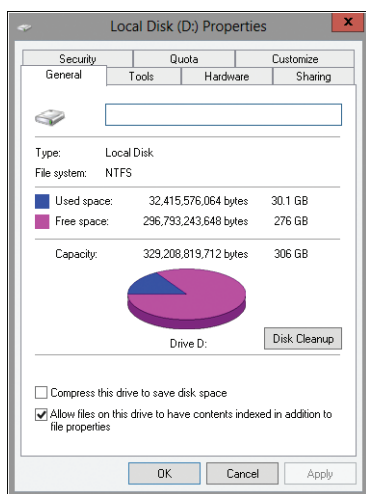 Local Disk (D:) Properties
x
Security Quota Customize
General Tools Hardware Sharing
Type: Local Disk
File system: NTFS
Used space: 32,415,576,064 bytes 30.1 GB
Free space: 296,793,243,648 bytes 276 GB
Capacity: 329,208,819,712 bytes 306 GB
Drive D: Disk Cleanup
Compress this drive to save disk space
Allow files on this drive to have contents indexed in addition to
file properties
OK Cancel Apply